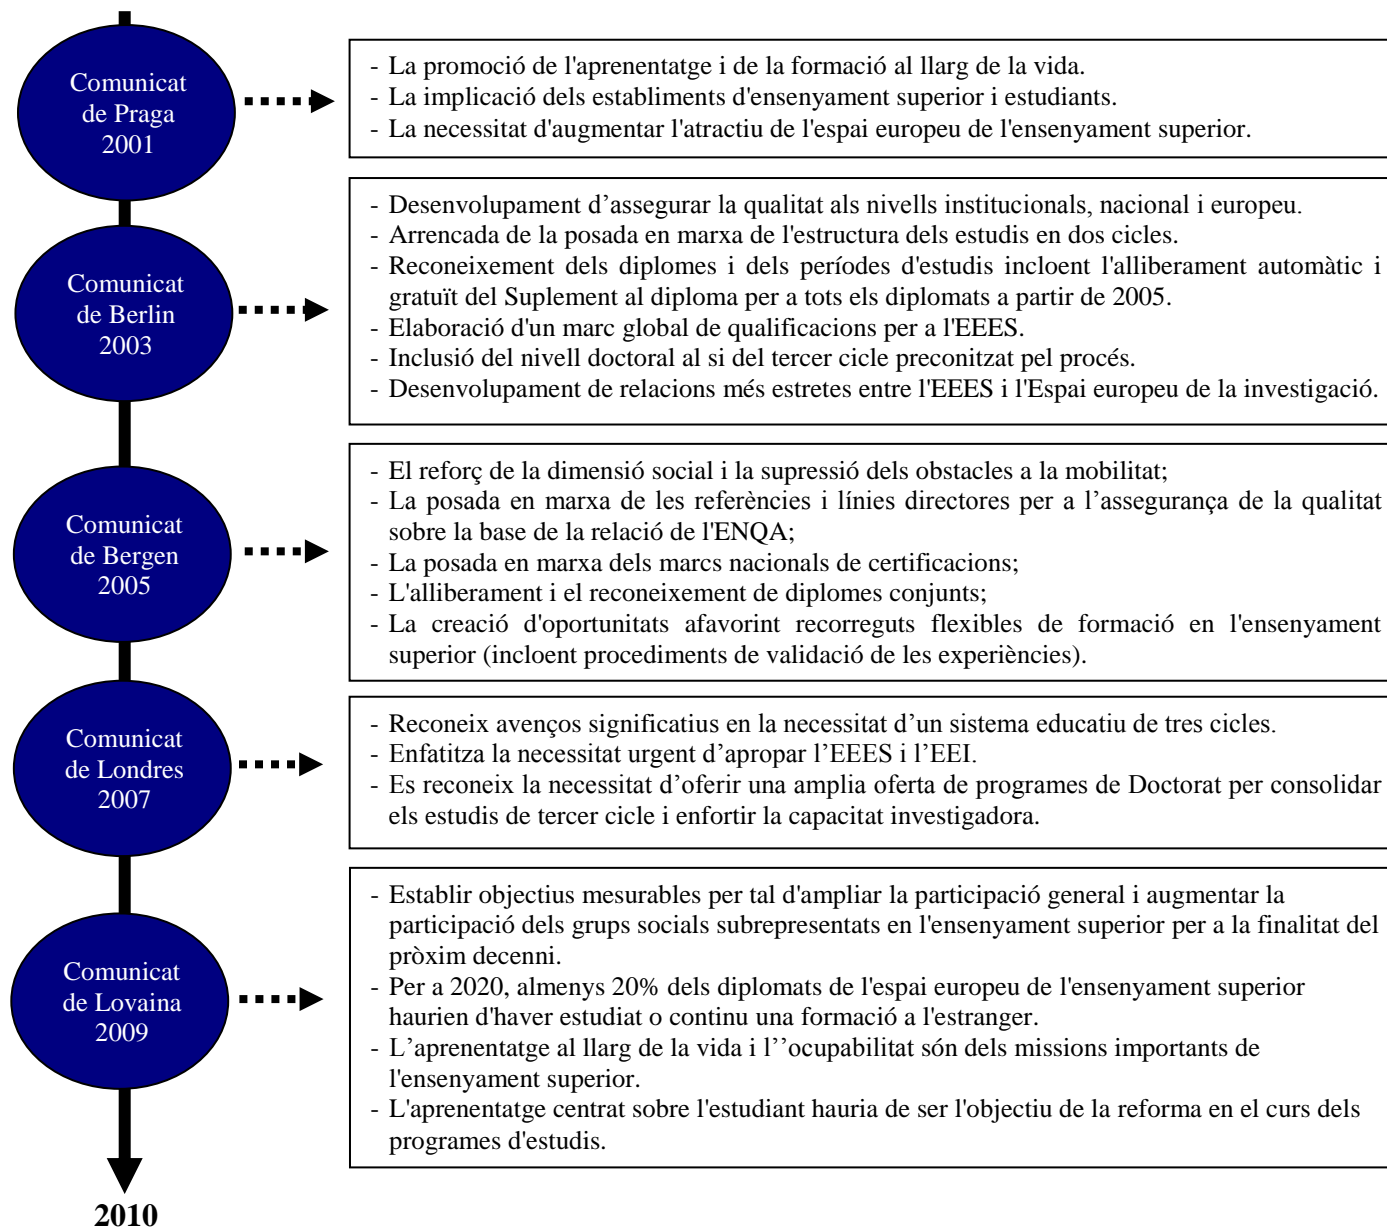 Comunicat
de Praga
2001
- La promoció de l'aprenentatge i de la formació al llarg de la vida.
- La implicació dels establiments d'ensenyament superior i estudiants.
- La necessitat d'augmentar l'atractiu de l'espai europeu de l'ensenyament superior.
Comunicat
de Berlin
2003
- Desenvolupament d’assegurar la qualitat als nivells institucionals, nacional i europeu.
- Arrencada de la posada en marxa de l'estructura dels estudis en dos cicles.
- Reconeixement dels diplomes i dels períodes d'estudis incloent l'alliberament automàtic i
gratuït del Suplement al diploma per a tots els diplomats a partir de 2005.
- Elaboració d'un marc global de qualificacions per a l'EEES.
- Inclusió del nivell doctoral al si del tercer cicle preconitzat pel procés.
- Desenvolupament de relacions més estretes entre l'EEES i l'Espai europeu de la investigació.
Comunicat
de Bergen
2005
- El reforç de la dimensió social i la supressió dels obstacles a la mobilitat;
- La posada en marxa de les referències i línies directores per a l’assegurança de la qualitat
sobre la base de la relació de l'ENQA;
- La posada en marxa dels marcs nacionals de certificacions;
- L'alliberament i el reconeixement de diplomes conjunts;
- La creació d'oportunitats afavorint recorreguts flexibles de formació en l'ensenyament
superior (incloent procediments de validació de les experiències).
Comunicat
de Londres
2007
- Reconeix avenços significatius en la necessitat d’un sistema educatiu de tres cicles.
- Enfatitza la necessitat urgent d’apropar l’EEES i l’EEI.
- Es reconeix la necessitat d’oferir una amplia oferta de programes de Doctorat per consolidar
els estudis de tercer cicle i enfortir la capacitat investigadora.
Comunicat
de Lovaina
2009
- Establir objectius mesurables per tal d'ampliar la participació general i augmentar la
participació dels grups socials subrepresentats en l'ensenyament superior per a la finalitat del
pròxim decenni.
- Per a 2020, almenys 20% dels diplomats de l'espai europeu de l'ensenyament superior
haurien d'haver estudiat o continu una formació a l'estranger.
- L’aprenentatge al llarg de la vida i l’’ocupabilitat són dels missions importants de
l'ensenyament superior.
- L'aprenentatge centrat sobre l'estudiant hauria de ser l'objectiu de la reforma en el curs dels
programes d'estudis.
2010